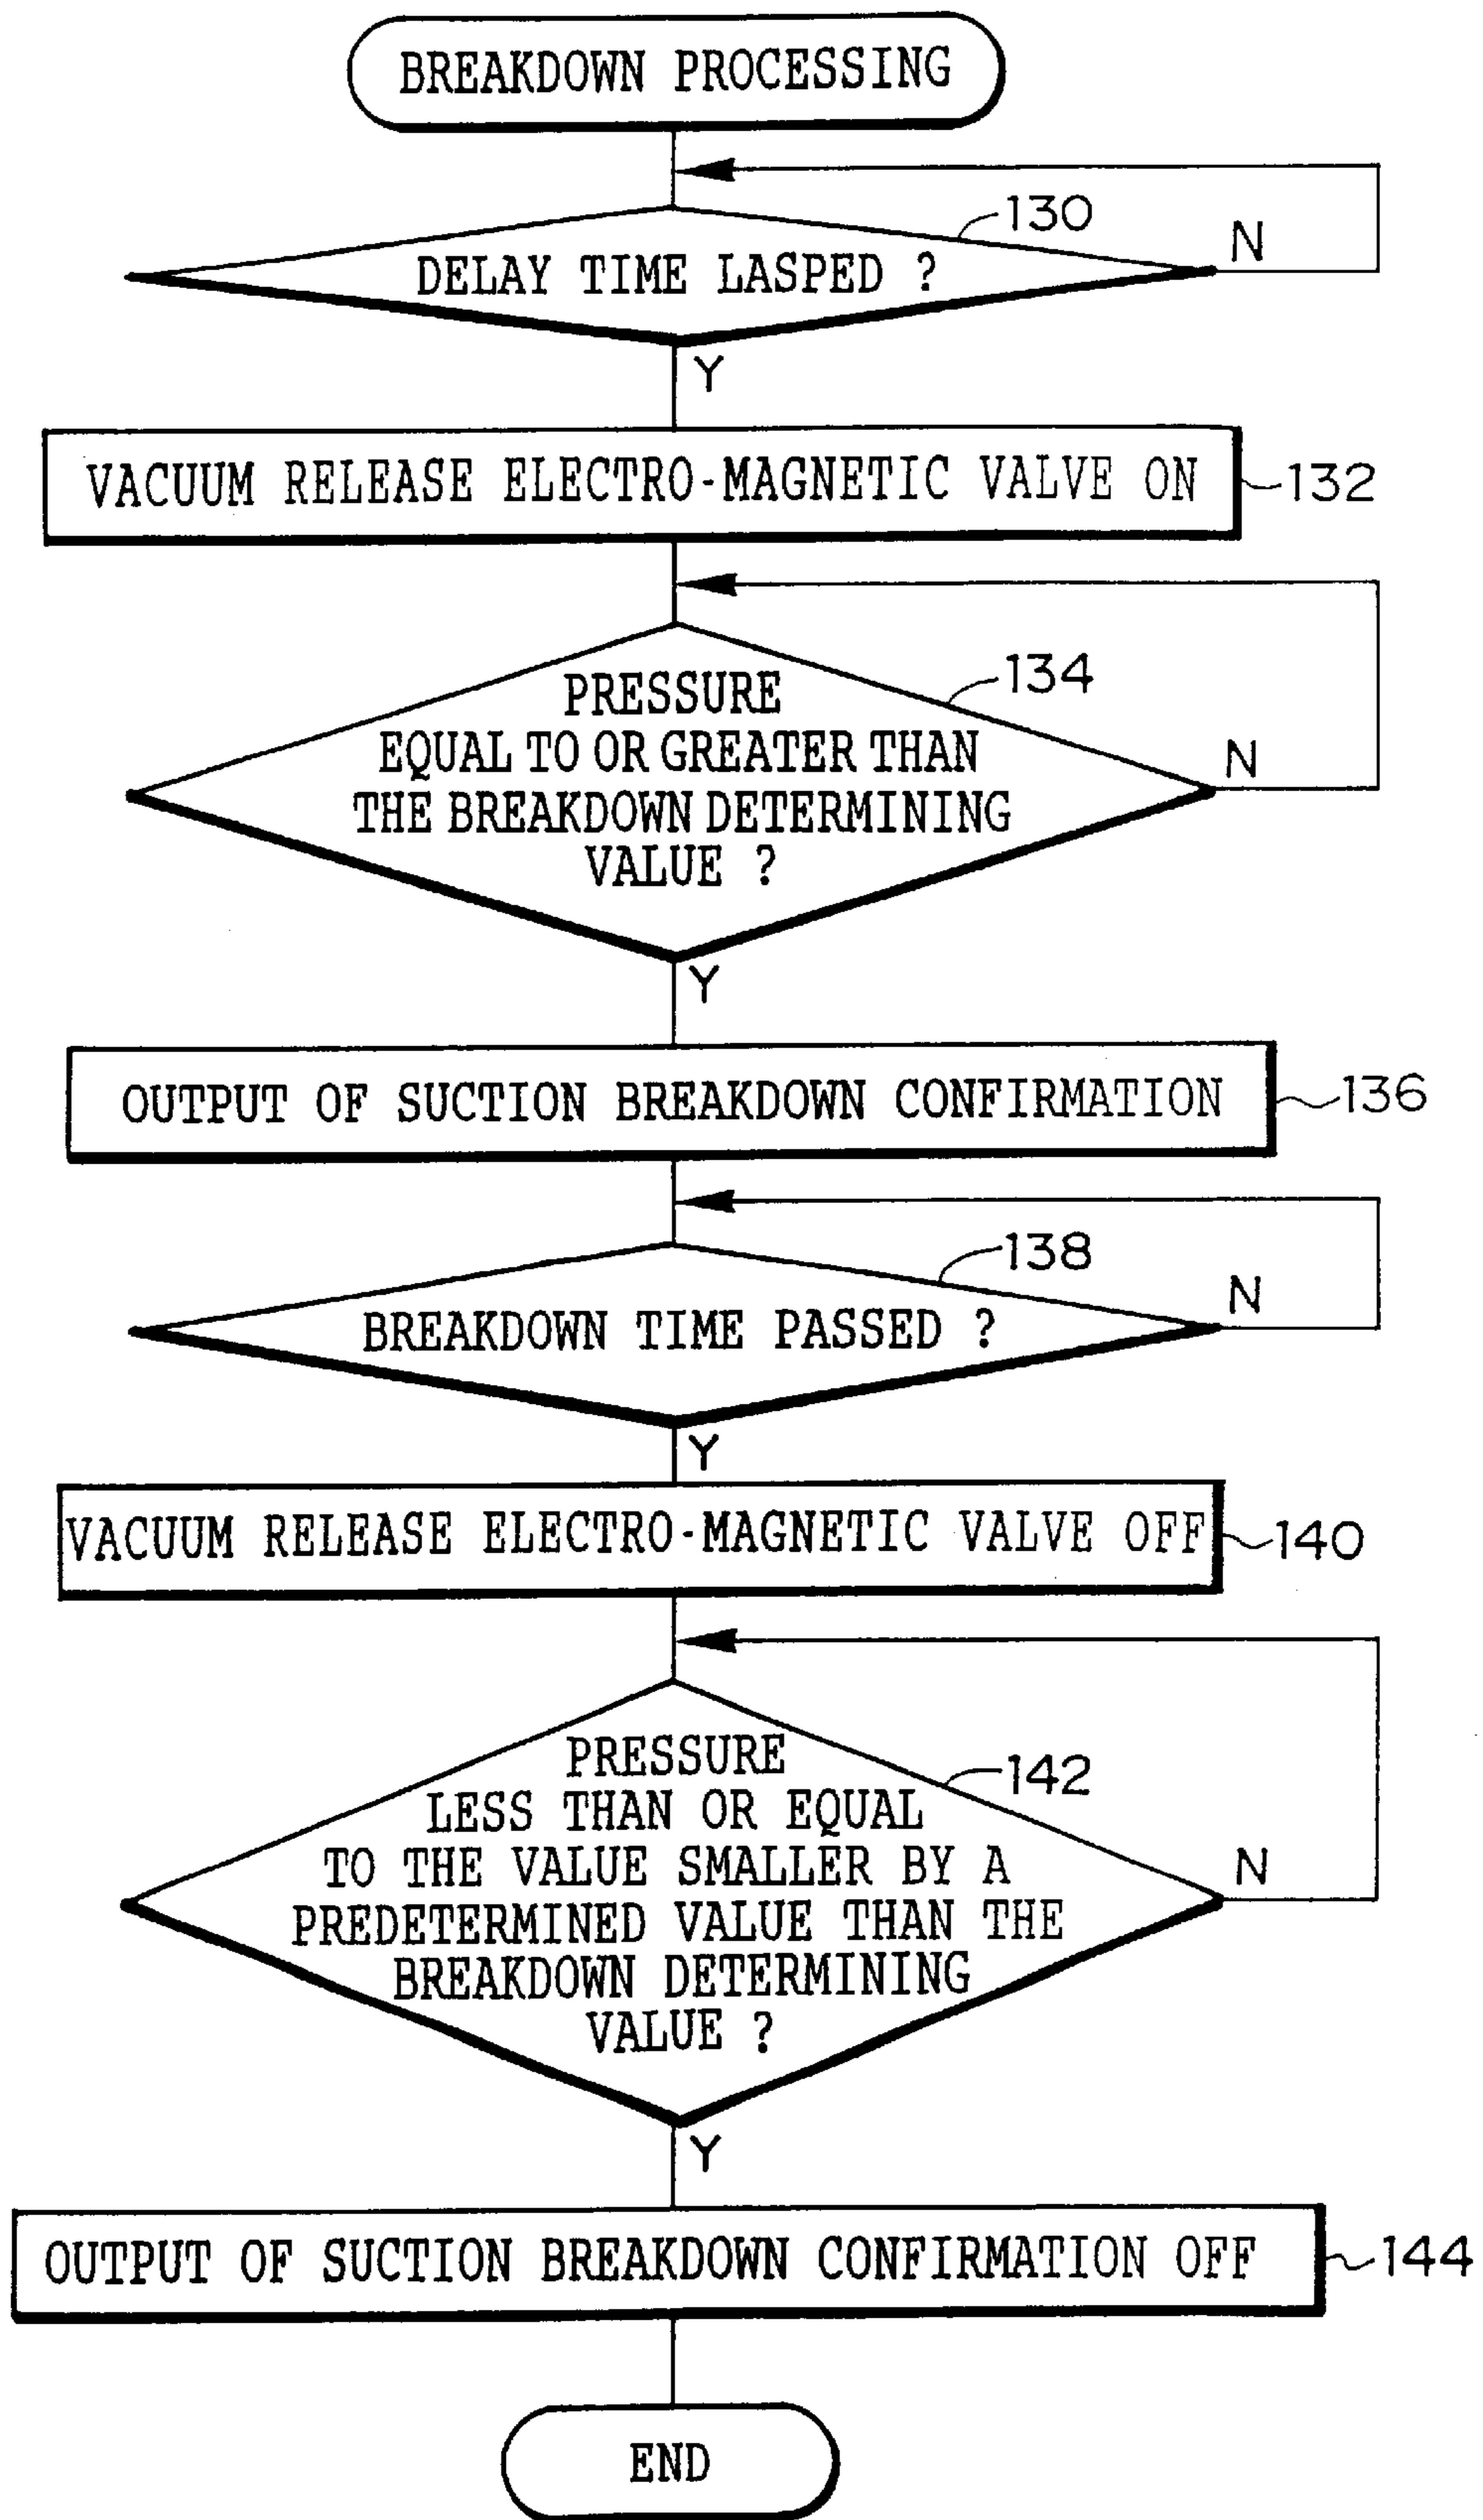 BREAKDOWN PROCESSING
130
N
DELAY TIME LASPED ?
Y
VACUUM RELEASE ELECTRO-MAGNETIC VALVE ON
132
134
PRESSURE
EQUAL TO OR GREATER THAN
N
THE BREAKDOWN DETERMINING
VALUE ?
Y
OUTPUT OF SUCTION BREAKDOWN CONFIRMATION
136
138
N
BREAKDOWN TIME PASSED ?
Y
VACUUM RELEASE ELECTRO-MAGNETIC VALVE OFF
140
PRESSURE
142
LESS THAN OR EQUAL
TO THE VALUE SMALLER BY A
N
PREDETERMINED VALUE THAN THE
BREAKDOWN DETERMINING
VALUE ?
Y
OUTPUT OF SUCTION BREAKDOWN CONFIRMATION OFF
144
END